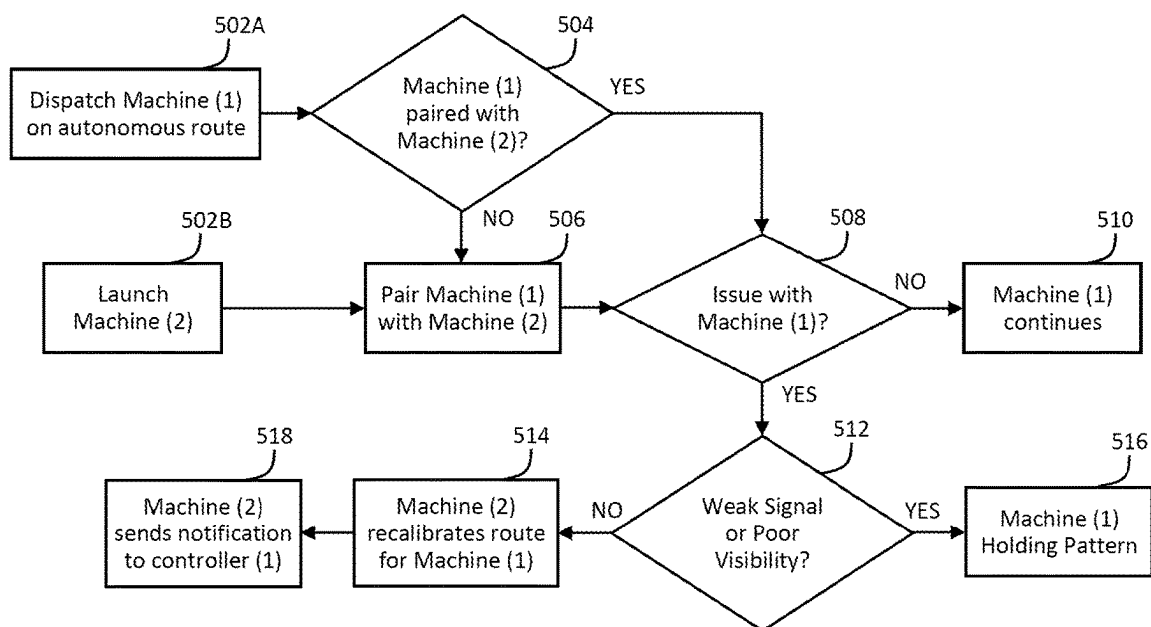 502A
Dispatch Machine (1)
on autonomous route
504
Machine (1)
paired with
Machine (2)?
YES
NO
502B
Launch
Machine (2)
506
Pair Machine (1)
with Machine (2)
508
Issue with
Machine (1)?
NO
510
Machine (1)
continues
YES
518
Machine (2)
sends notification
to controller (1)
514
Machine (2)
recalibrates route
for Machine (1)
NO
512
Weak Signal
or Poor
Visibility?
YES
516
Machine (1)
Holding Pattern